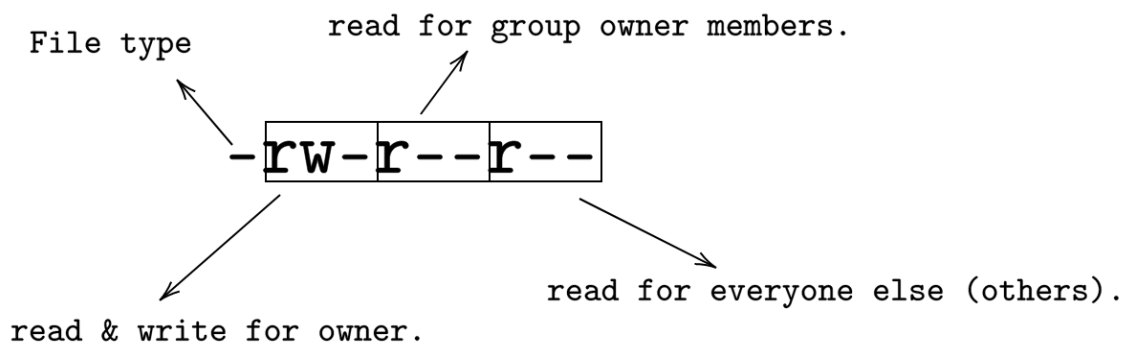 read for group owner members.
File type
-rw-r--r--
read for everyone else (others).
read & write for owner.